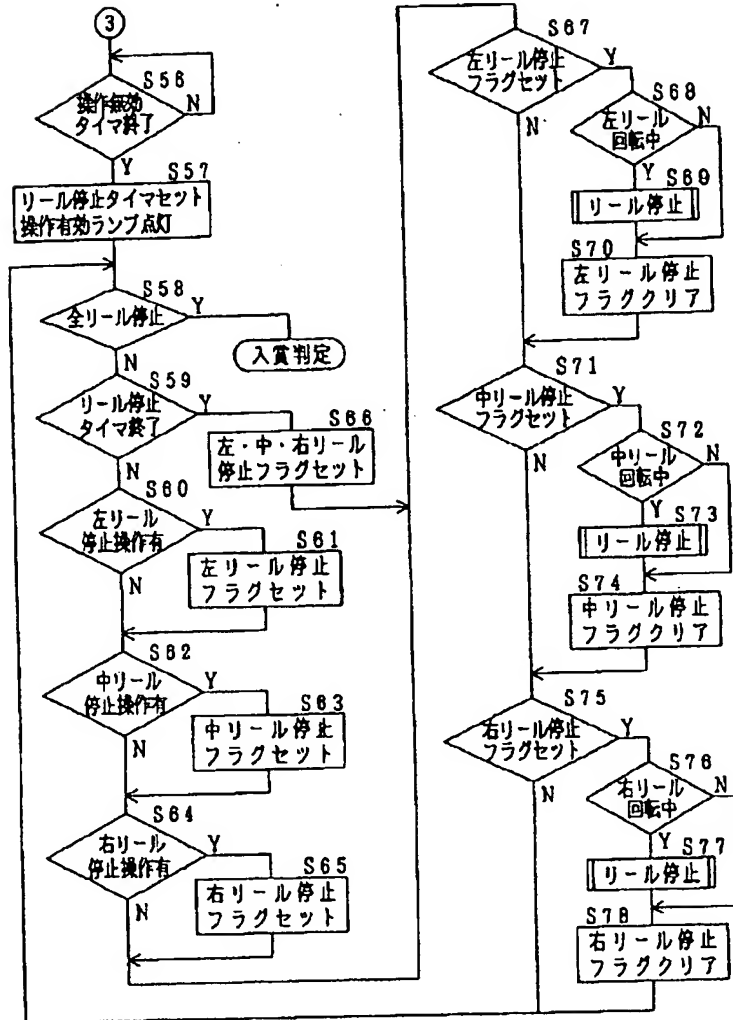 3
S56
操作無効
タイマ終了
N
Y
S57
リール停止タイマセット
操作有効ランプ点灯
S58
全リール停止
Y
入賞判定
N
S59
リール停止
タイマ終了
Y
S66
左・中・右リール
停止フラグセット
N
S60
左リール
停止操作有
Y
S61
左リール停止
フラグセット
N
S62
中リール
停止操作有
Y
S63
中リール停止
フラグセット
N
S64
右リール
停止操作有
Y
S65
右リール停止
フラグセット
N
S67
左リール停止
フラグセット
Y
N
S68
左リール
回転中
N
Y
S69
リール停止
S70
左リール停止
フラグクリア
S71
中リール停止
フラグセット
Y
N
S72
中リール
回転中
N
Y
S73
リール停止
S74
中リール停止
フラグクリア
S75
右リール停止
フラグセット
Y
N
S76
右リール
回転中
N
Y
S77
リール停止
S78
右リール停止
フラグクリア